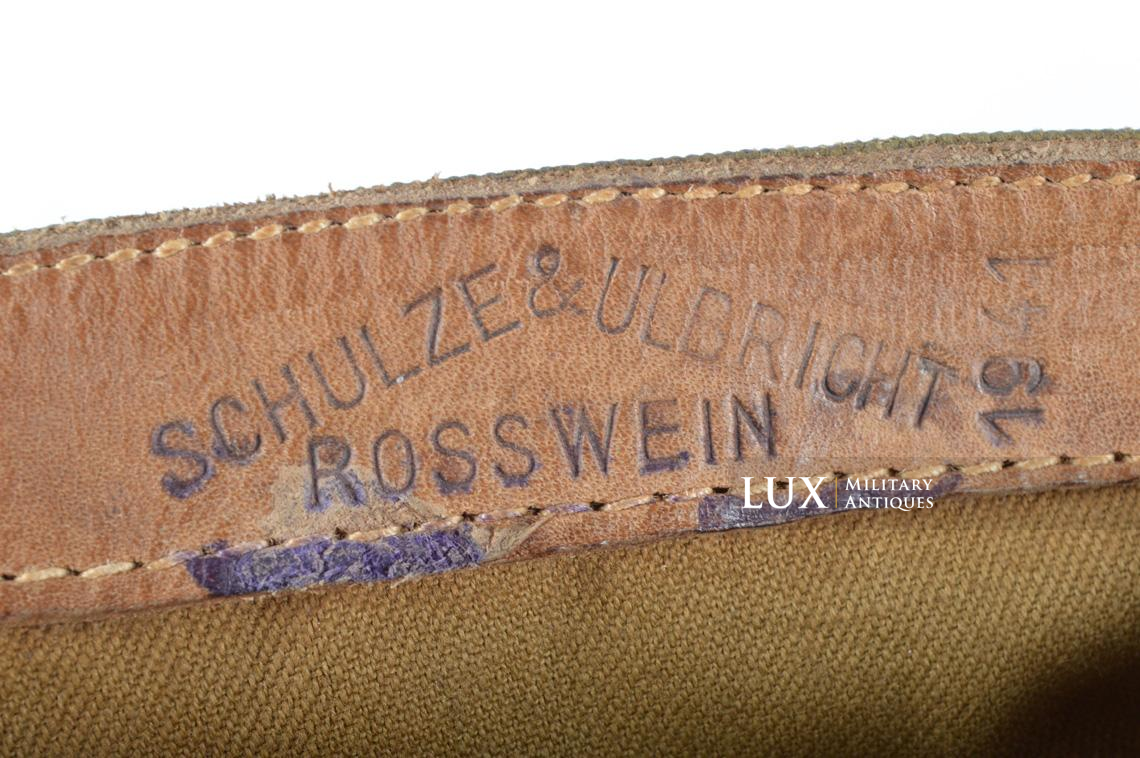 SCHULZE & ULBRICHT
ROSSWEIN
1941
LUX MILITARY
ANTIQUES